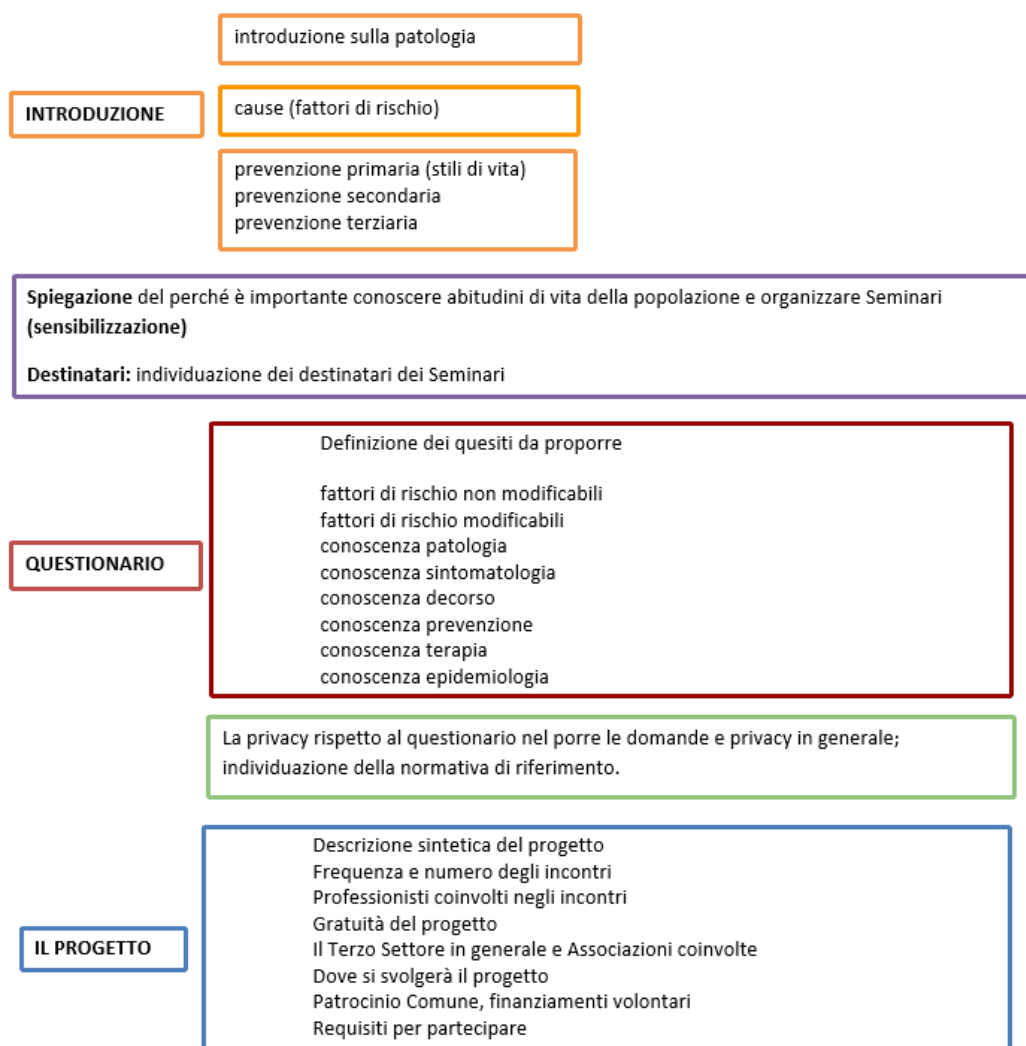 introduzione sulla patologia
INTRODUZIONE
cause (fattori di rischio)
prevenzione primaria (stili di vita)
prevenzione secondaria
prevenzione terziaria
Spiegazione del perché è importante conoscere abitudini di vita della popolazione e organizzare Seminari
(sensibilizzazione)
Destinatari: individuazione dei destinatari dei Seminari
QUESTIONARIO
Definizione dei quesiti da proporre
fattori di rischio non modificabili
fattori di rischio modificabili
conoscenza patologia
conoscenza sintomatologia
conoscenza decorso
conoscenza prevenzione
conoscenza terapia
conoscenza epidemiologia
La privacy rispetto al questionario nel porre le domande e privacy in generale;
individuazione della normativa di riferimento.
IL PROGETTO
Descrizione sintetica del progetto
Frequenza e numero degli incontri
Professionisti coinvolti negli incontri
Gratuità del progetto
Il Terzo Settore in generale e Associazioni coinvolte
Dove si svolgerà il progetto
Patrocinio Comune, finanziamenti volontari
Requisiti per partecipare